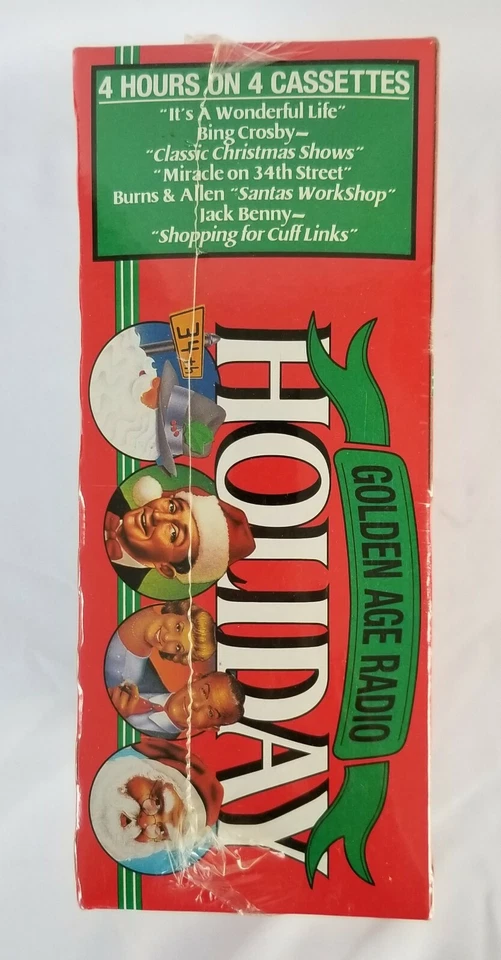 4 HOURS ON 4 CASSETTES
"It's A Wonderful Life"
Bing Crosby—
"Classic Christmas Shows"
"Miracle on 34th Street"
Burns & Allen "Santas WorkShop"
Jack Benny—
"Shopping for Cuff Links"
GOLDEN AGE RADIO
HOLIDAY
34